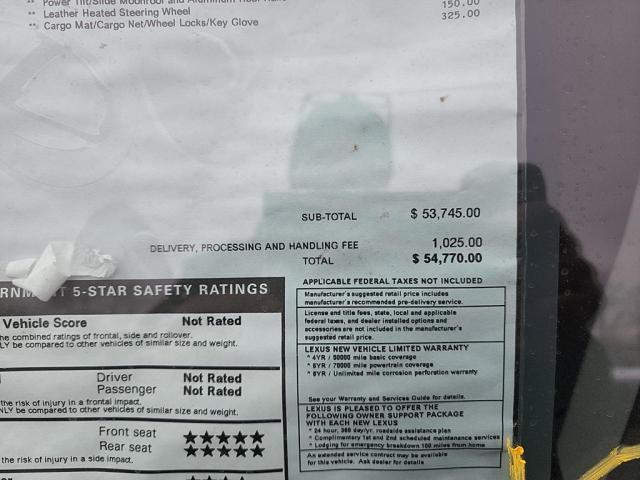 ** Power Tilt/Slide Moonroof and Aluminum Roof
150.00
** Leather Heated Steering Wheel
325.00
** Cargo Mat/Cargo Net/Wheel Locks/Key Glove
SUB-TOTAL $ 53,745.00
DELIVERY, PROCESSING AND HANDLING FEE 1,025.00
TOTAL $ 54,770.00
5-STAR SAFETY RATINGS
Vehicle Score Not Rated
the combined ratings of frontal, side and rollover.
LY be compared to other vehicles of similar size and weight.
Driver Not Rated
Passenger Not Rated
the risk of injury in a frontal impact.
NLY be compared to other vehicles of similar size and weight.
Front seat ★★★★★
Rear seat ★★★★★
the risk of injury in a side impact.
APPLICABLE FEDERAL TAXES NOT INCLUDED
Manufacturer's suggested retail price includes
manufacturer's recommended pre-delivery service.
License and title fees, state, local and applicable
federal taxes, and dealer installed options and
accessories are not included in the manufacturer's
suggested retail price.
LEXUS NEW VEHICLE LIMITED WARRANTY
* 4YR / 50000 mile basic coverage
* 6YR / 70000 mile powertrain coverage
* 6YR / Unlimited mile corrosion perforation warranty
See your Warranty and Services Guide for details.
LEXUS IS PLEASED TO OFFER THE
FOLLOWING OWNER SUPPORT PACKAGE
WITH EACH NEW LEXUS
* 24 hour, 365 day/yr. roadside assistance plan
* Complimentary 1st and 2nd scheduled maintenance services
* Lodging for emergency breakdown 100 miles from home
An extended service contract may be available
for this vehicle. Ask dealer for details